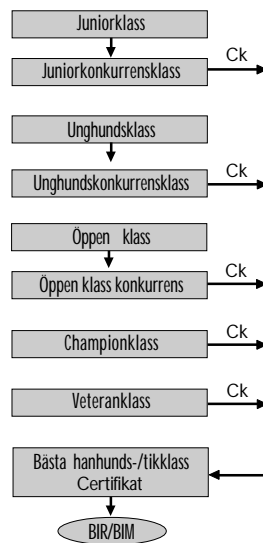 Juniorklass
Juniorkonkurrensklass
Ck
Unghundsklass
Unghundskonkurrensklass
Ck
Öppen klass
Öppen klass konkurrens
Ck
Championklass
Ck
Veteranklass
Ck
Bästa hanhunds-/tikklass
Certifikat
BIR/BIM